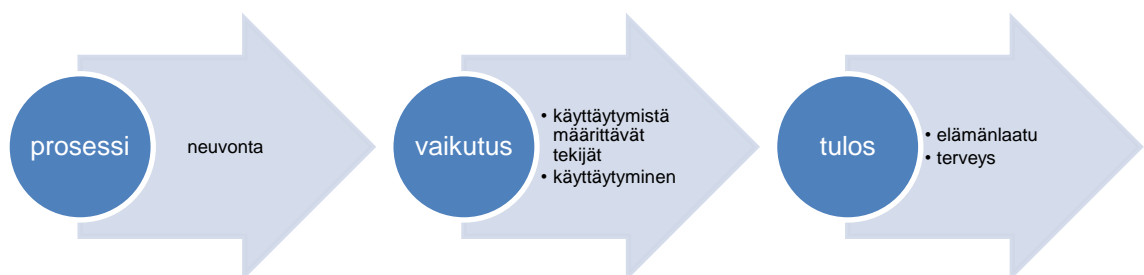 prosessi
neuvonta
vaikutus
• käyttäytymistä
määrittävät
tekijät
• käyttäytyminen
tulos
• elämänlaatu
• terveys